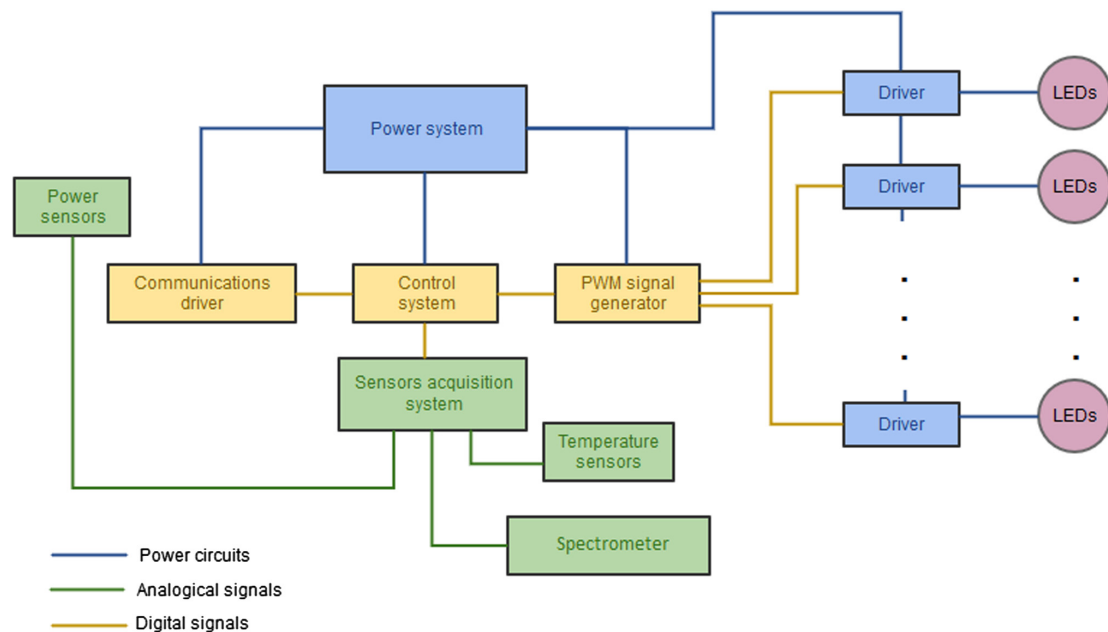 Driver
LEDs
Power system
Driver
LEDs
Power
sensors
Communications
driver
Control
system
PWM signal
generator
Sensors acquisition
system
Driver
LEDs
Temperature
sensors
Spectrometer
Power circuits
Analogical signals
Digital signals